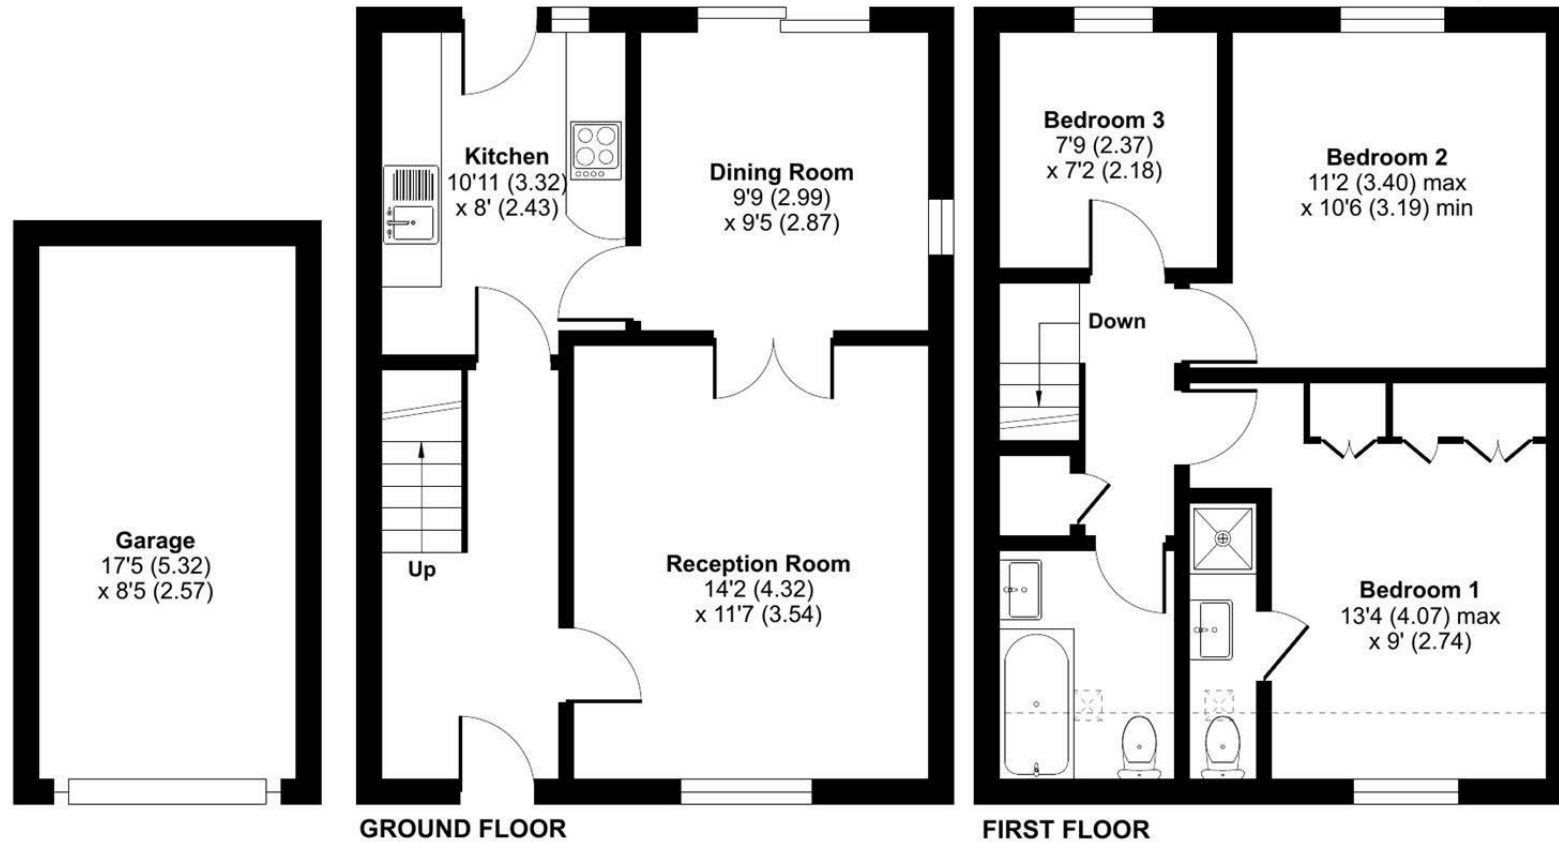 Garage
17'5 (5.32)
x 8'5 (2.57)
Kitchen
10'11 (3.32)
x 8' (2.43)
Dining Room
9'9 (2.99)
x 9'5 (2.87)
Up
Reception Room
14'2 (4.32)
x 11'7 (3.54)
GROUND FLOOR
Bedroom 3
7'9 (2.37)
x 7'2 (2.18)
Bedroom 2
11'2 (3.40) max
x 10'6 (3.19) min
Down
Bedroom 1
13'4 (4.07) max
x 9' (2.74)
FIRST FLOOR